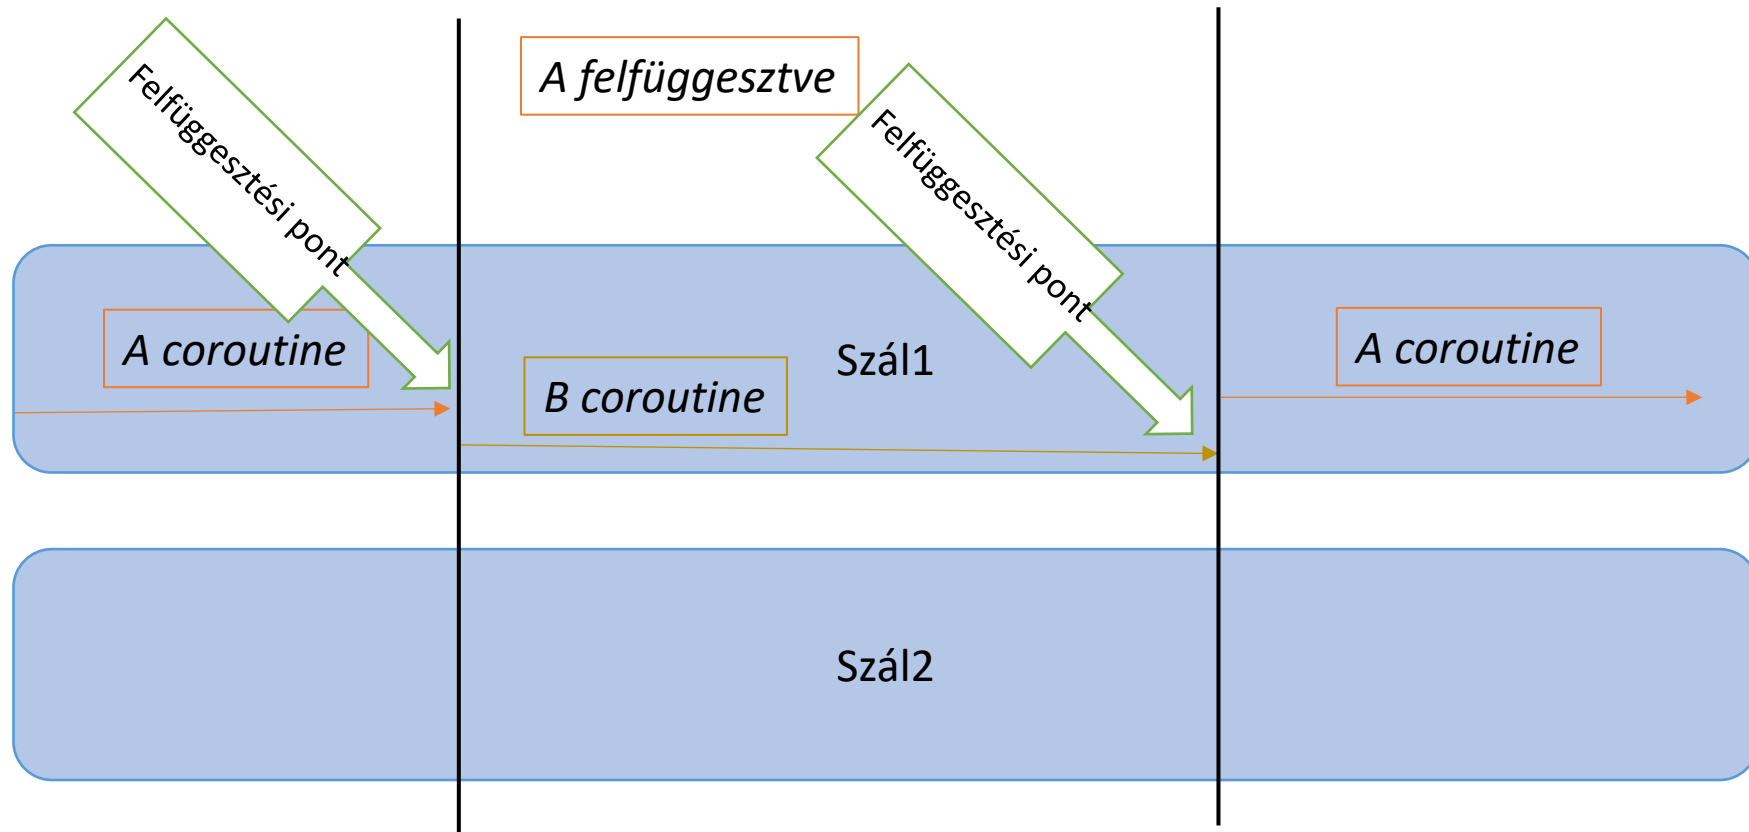 Felfüggesztési pont
A felfüggesztve
Felfüggesztési pont
A coroutine
B coroutine
Szál1
A coroutine
Szál2